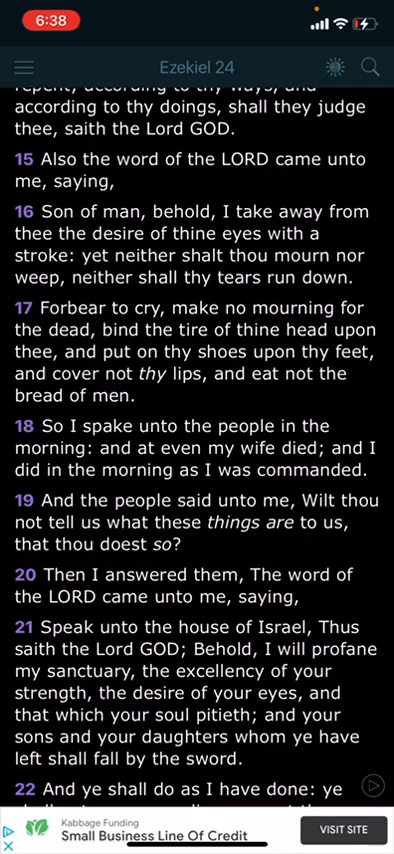 6:38
Ezekiel 24
repent, according to thy ways, and
according to thy doings, shall they judge
thee, saith the Lord GOD.
15 Also the word of the LORD came unto
me, saying,
16 Son of man, behold, I take away from
thee the desire of thine eyes with a
stroke: yet neither shalt thou mourn nor
weep, neither shall thy tears run down.
17 Forbear to cry, make no mourning for
the dead, bind the tire of thine head upon
thee, and put on thy shoes upon thy feet,
and cover not thy lips, and eat not the
bread of men.
18 So I spake unto the people in the
morning: and at even my wife died; and I
did in the morning as I was commanded.
19 And the people said unto me, Wilt thou
not tell us what these things are to us,
that thou doest so?
20 Then I answered them, The word of
the LORD came unto me, saying,
21 Speak unto the house of Israel, Thus
saith the Lord GOD; Behold, I will profane
my sanctuary, the excellency of your
strength, the desire of your eyes, and
that which your soul pitieth; and your
sons and your daughters whom ye have
left shall fall by the sword.
22 And ye shall do as I have done: ye
Kabbage Funding
Small Business Line Of Credit
VISIT SITE